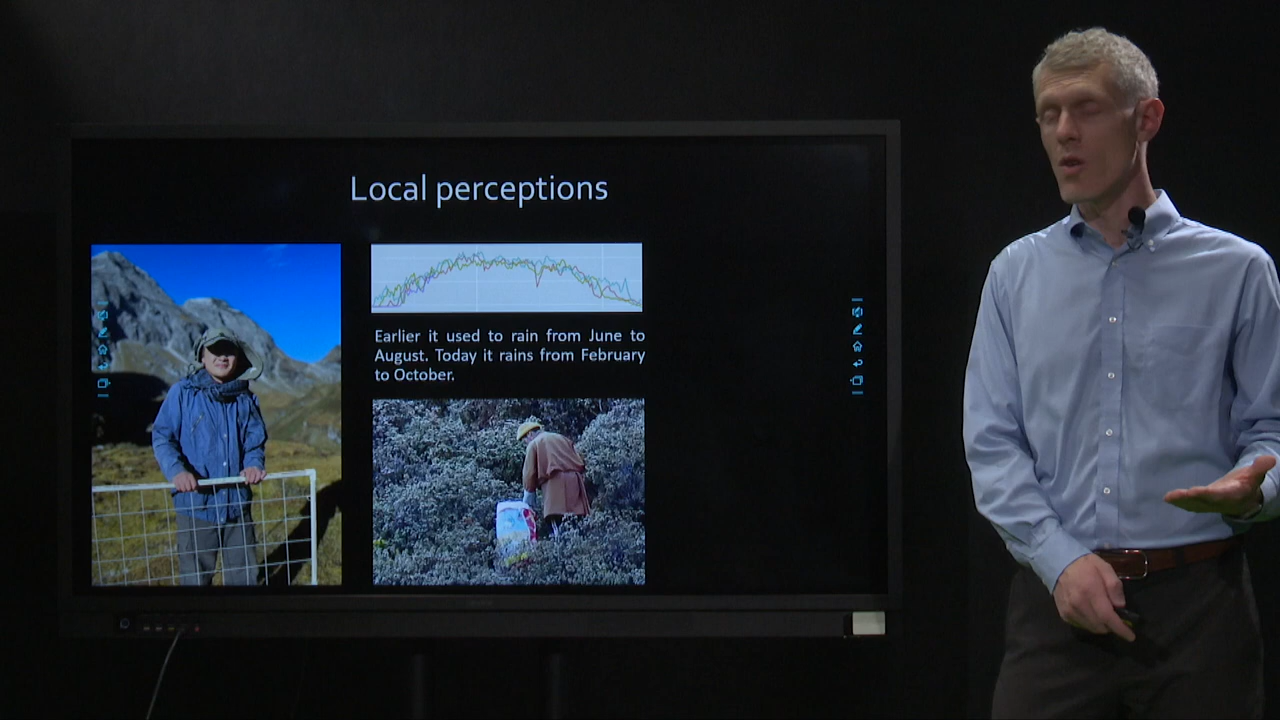 Local perceptions
Earlier it used to rain from June to
August. Today it rains from February
to October.